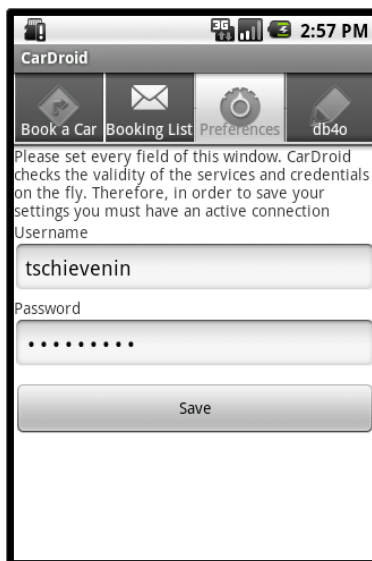 3G 2:57 PM
CarDroid
Book a Car Booking List Preferences db4o
Please set every field of this window. CarDroid
checks the validity of the services and credentials
on the fly. Therefore, in order to save your
settings you must have an active connection
Username
tschievenin
Password
•••••••••
Save